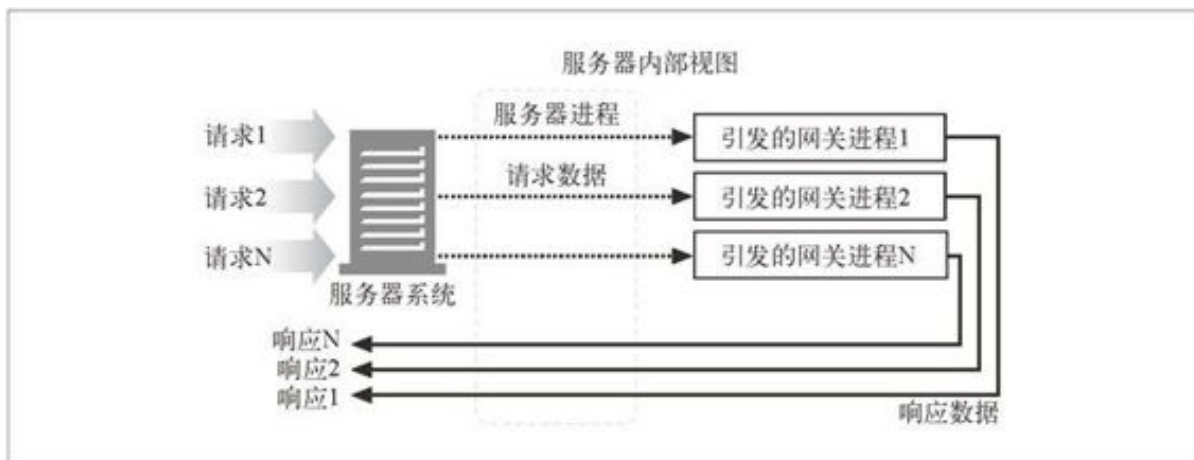 服务器内部视图
服务器进程
请求1
引发的网关进程1
请求数据
请求2
引发的网关进程2
请求N
引发的网关进程N
服务器系统
响应N
响应2
响应1
响应数据